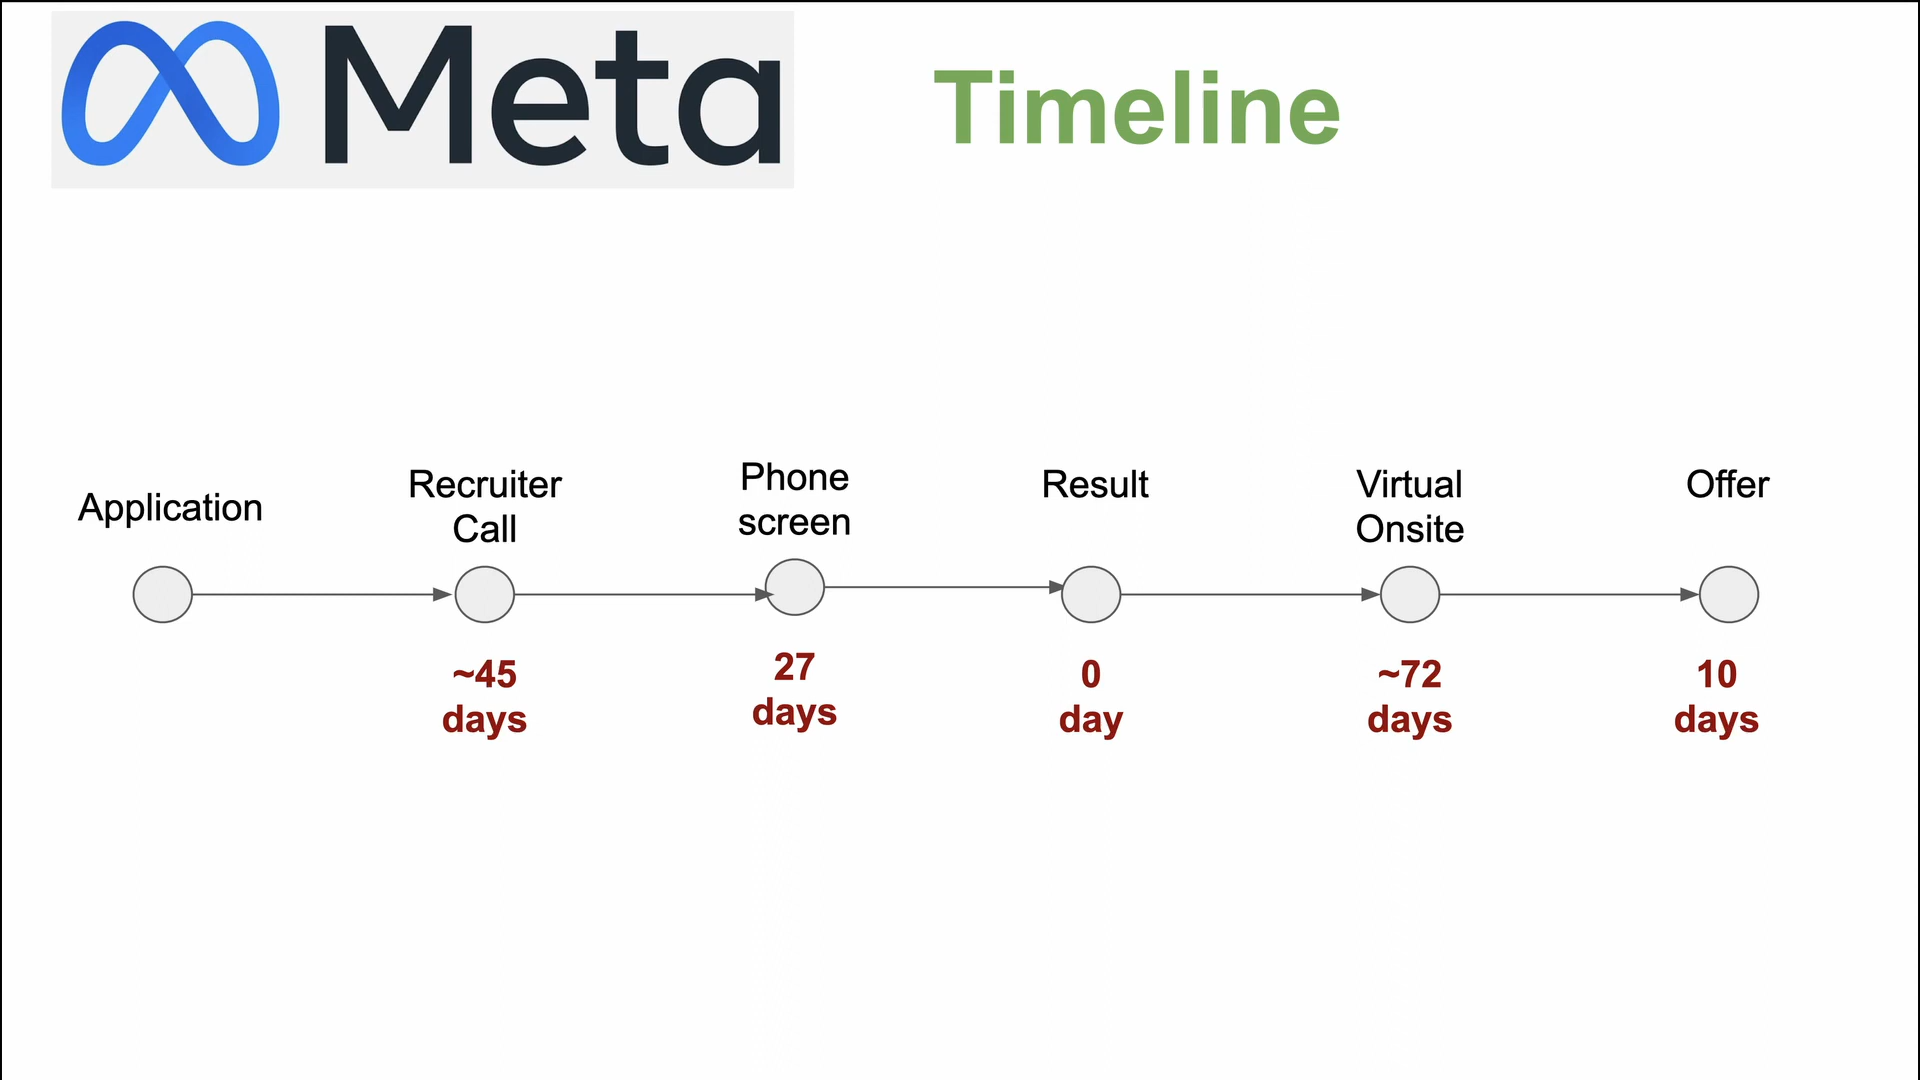 Meta
Timeline
Application
Recruiter
Call
Phone
screen
Result
Virtual
Onsite
Offer
~45
days
27
days
0
day
~72
days
10
days